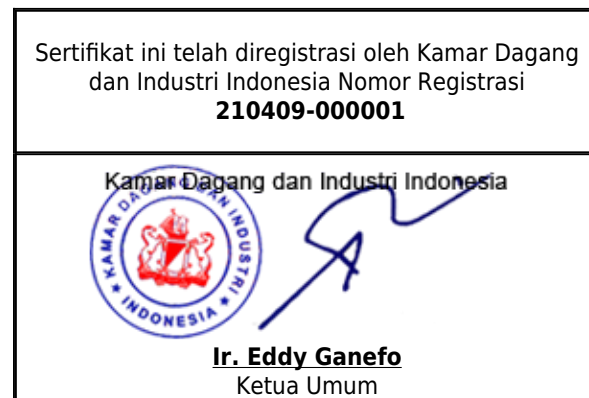 Sertifikat ini telah diregistrasi oleh Kamar Dagang
dan Industri Indonesia Nomor Registrasi
210409-000001
Kamar Dagang dan Industri Indonesia
KAMAR DAGANG DAN INDUSTRI
INDONESIA
Ir. Eddy Ganefo
Ketua Umum